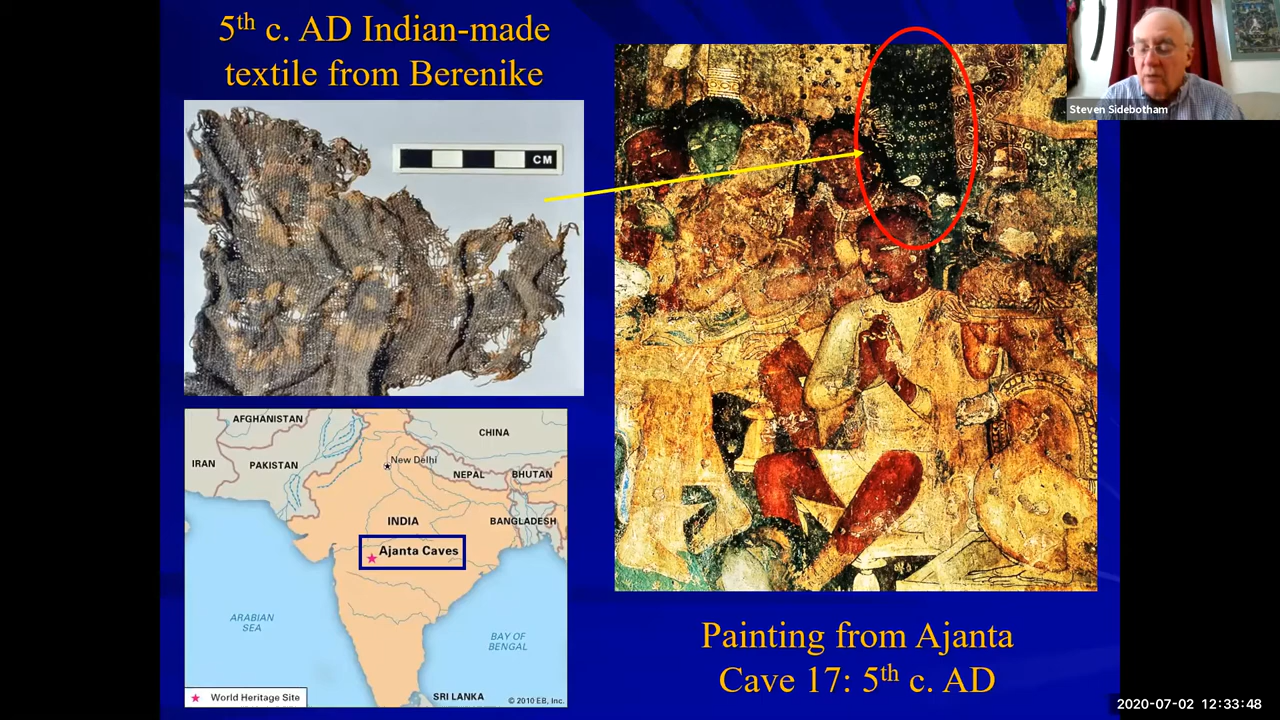 5th c. AD Indian-made
textile from Berenike
CM
Steven Sidebotham
AFGHANISTAN
CHINA
IRAN
PAKISTAN
New Delhi
NEPAL
BHUTAN
INDIA
BANGLADESH
Ajanta Caves
ARABIAN
SEA
BAY OF
BENGAL
World Heritage Site
SRI LANKA
© 2010 EB, Inc.
Painting from Ajanta
Cave 17: 5th c. AD
2020-07-02 12:33:48